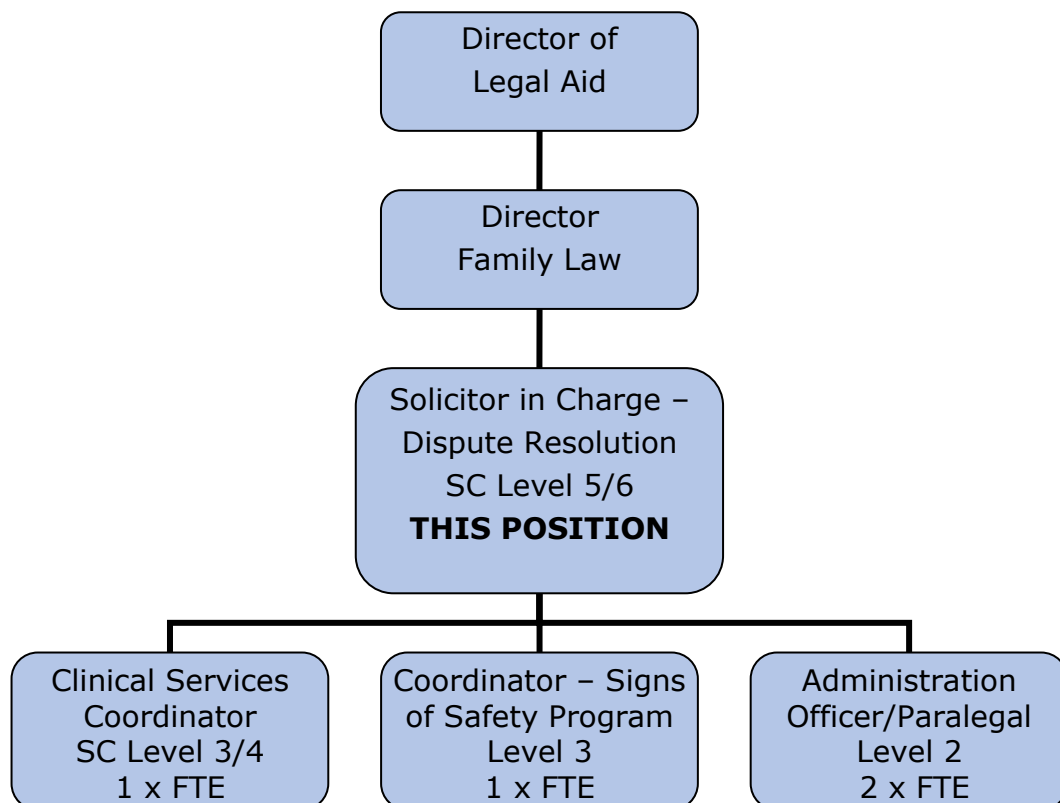 Director of
Legal Aid
Director
Family Law
Solicitor in Charge –
Dispute Resolution
SC Level 5/6
THIS POSITION
Clinical Services
Coordinator
SC Level 3/4
1 x FTE
Coordinator – Signs
of Safety Program
Level 3
1 x FTE
Administration
Officer/Paralegal
Level 2
2 x FTE